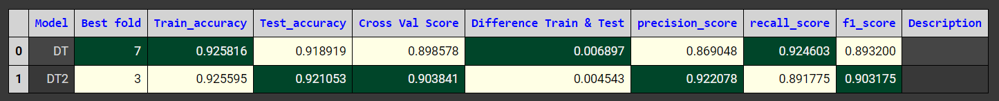 Model Best fold Train_accuracy Test_accuracy Cross Val Score Difference Train & Test precision_score recall_score f1_score Description
0 DT 7 0.925816 0.918919 0.898578 0.006897 0.869048 0.924603 0.893200
1 DT2 3 0.925595 0.921053 0.903841 0.004543 0.922078 0.891775 0.903175